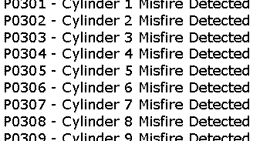 P0301 - Cylinder 1 Misfire Detected
P0302 - Cylinder 2 Misfire Detected
P0303 - Cylinder 3 Misfire Detected
P0304 - Cylinder 4 Misfire Detected
P0305 - Cylinder 5 Misfire Detected
P0306 - Cylinder 6 Misfire Detected
P0307 - Cylinder 7 Misfire Detected
P0308 - Cylinder 8 Misfire Detected
P0309 - Cylinder 9 Misfire Detected